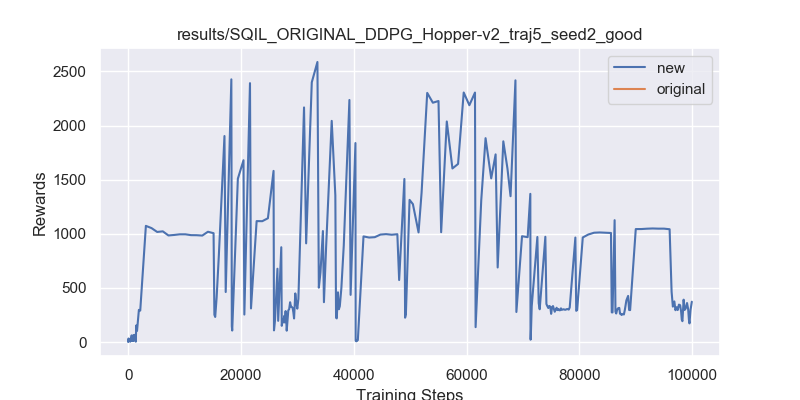 results/SQIL_ORIGINAL_DDPG_Hopper-v2_traj5_seed2_good
new
original
2500
2000
1500
1000
500
0
Rewards
0 20000 40000 60000 80000 100000
Training Steps